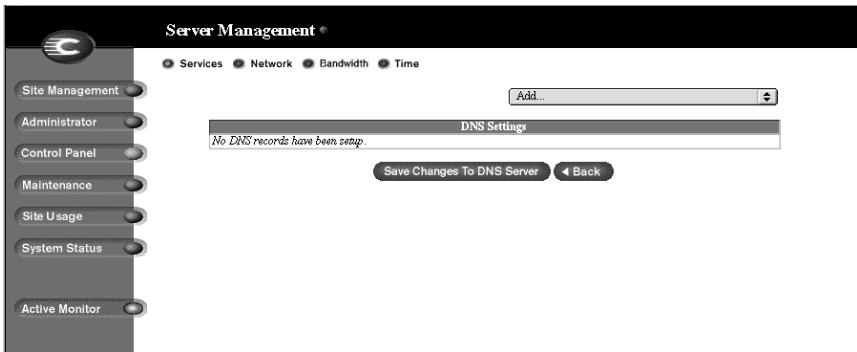 Server Management
Services Network Bandwidth Time
Site Management
Administrator
Control Panel
Maintenance
Site Usage
System Status
Active Monitor
Add...
DNS Settings
No DNS records have been setup.
Save Changes To DNS Server
Back